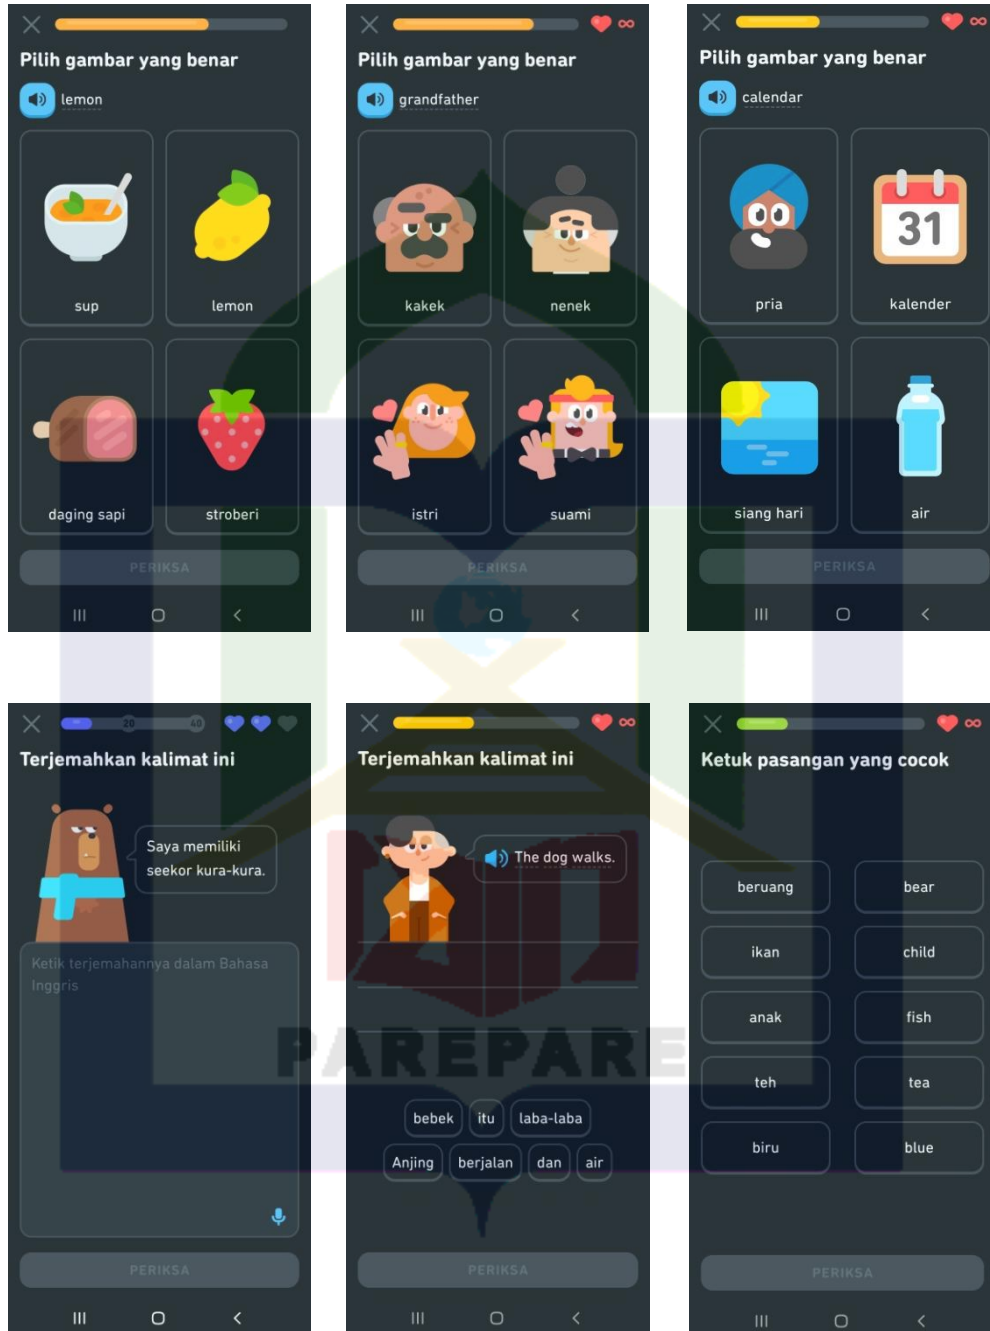 Pilih gambar yang benar
lemon
sup
lemon
daging sapi
stroberi
PERIKSA
Pilih gambar yang benar
grandfather
kakek
nenek
istri
suami
PERIKSA
Pilih gambar yang benar
calendar
pria
31
kalender
siang hari
air
PERIKSA
20 40
Terjemahkan kalimat ini
Saya memiliki
seekor kura-kura.
Ketik terjemahannya dalam Bahasa
Inggris
PERIKSA
Terjemahkan kalimat ini
The dog walks.
bebek itu laba-laba
Anjing berjalan dan air
PERIKSA
Ketuk pasangan yang cocok
beruang bear
ikan child
anak fish
teh tea
biru blue
PERIKSA
PAREPARE